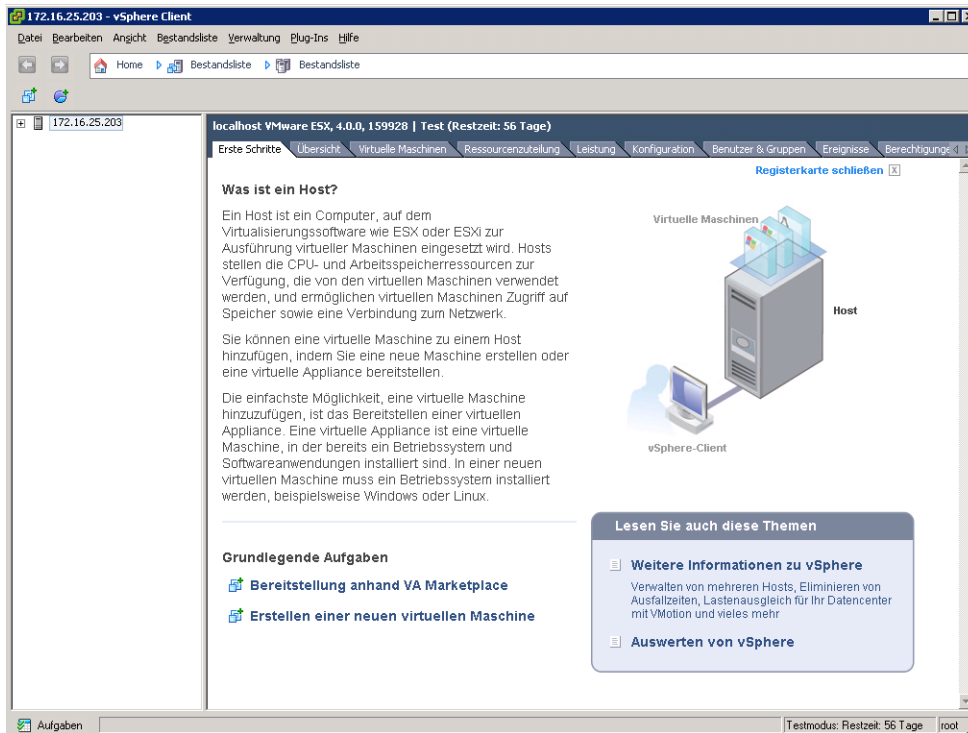 172.16.25.203 - vSphere Client
Datei Bearbeiten Ansicht Bestandsliste Verwaltung Plug-Ins Hilfe
Home Bestandsliste Bestandsliste
172.16.25.203
localhost VMware ESX, 4.0.0, 159928 | Test (Restzeit: 56 Tage)
Erste Schritte Übersicht Virtuelle Maschinen Ressourcenzuteilung Leistung Konfiguration Benutzer & Gruppen Ereignisse Berechtigunge
Registerkarte schließen
Was ist ein Host?
Ein Host ist ein Computer, auf dem
Virtualisierungssoftware wie ESX oder ESXi zur
Ausführung virtueller Maschinen eingesetzt wird. Hosts
stellen die CPU- und Arbeitsspeicherressourcen zur
Verfügung, die von den virtuellen Maschinen verwendet
werden, und ermöglichen virtuellen Maschinen Zugriff auf
Speicher sowie eine Verbindung zum Netzwerk.
Sie können eine virtuelle Maschine zu einem Host
hinzufügen, indem Sie eine neue Maschine erstellen oder
eine virtuelle Appliance bereitstellen.
Die einfachste Möglichkeit, eine virtuelle Maschine
hinzuzufügen, ist das Bereitstellen einer virtuellen
Appliance. Eine virtuelle Appliance ist eine virtuelle
Maschine, in der bereits ein Betriebssystem und
Softwareanwendungen installiert sind. In einer neuen
virtuellen Maschine muss ein Betriebssystem installiert
werden, beispielsweise Windows oder Linux.
Virtuelle Maschinen
Host
vSphere-Client
Grundlegende Aufgaben
Bereitstellung anhand VA Marketplace
Erstellen einer neuen virtuellen Maschine
Lesen Sie auch diese Themen
Weitere Informationen zu vSphere
Verwalten von mehreren Hosts, Eliminieren von
Ausfallzeiten, Lastenausgleich für Ihr Datencenter
mit VMotion und vieles mehr
Auswerten von vSphere
Aufgaben
Testmodus: Restzeit: 56 Tage
root